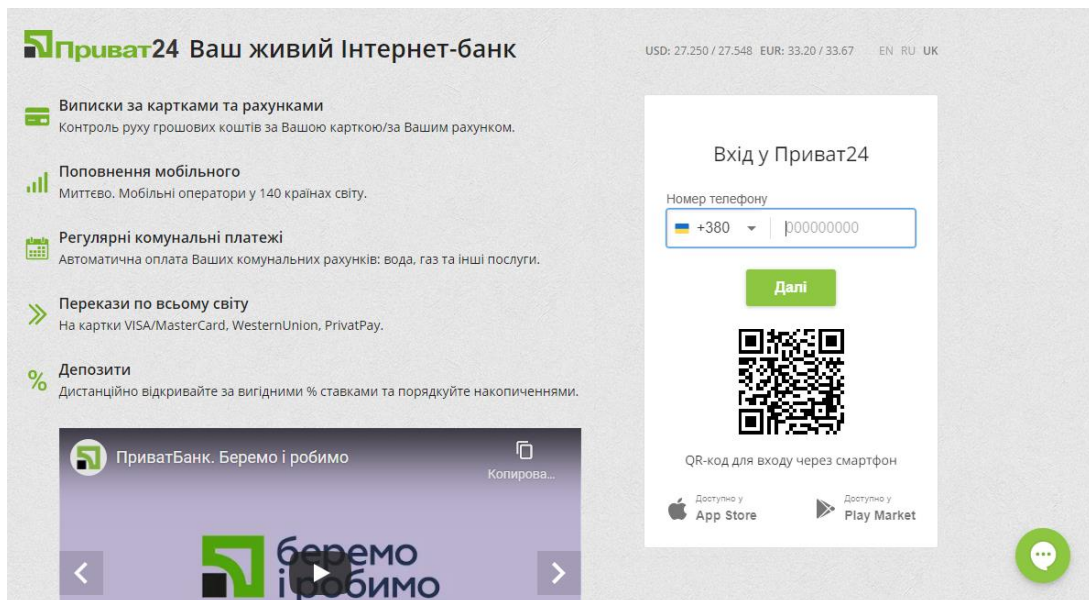 Приват24 Ваш живий Інтернет-банк
USD: 27.250 / 27.548 EUR: 33.20 / 33.67 EN RU UK
Виписки за картками та рахунками
Контроль руху грошових коштів за Вашою карткою/за Вашим рахунком.
Поповнення мобільного
Миттєво. Мобільні оператори у 140 країнах світу.
Регулярні комунальні платежі
Автоматична оплата Ваших комунальних рахунків: вода, газ та інші послуги.
Перекази по всьому світу
На картки VISA/MasterCard, WesternUnion, PrivatPay.
% Депозити
Дистанційно відкривайте за вигідними % ставками та порядкуйте накопиченнями.
ПриватБанк. Беремо і робимо
Копирова...
беремо
і робимо
Вхід у Приват24
Номер телефону
+380 000000000
Далі
QR-код для входу через смартфон
Доступно у
App Store
Доступно у
Play Market